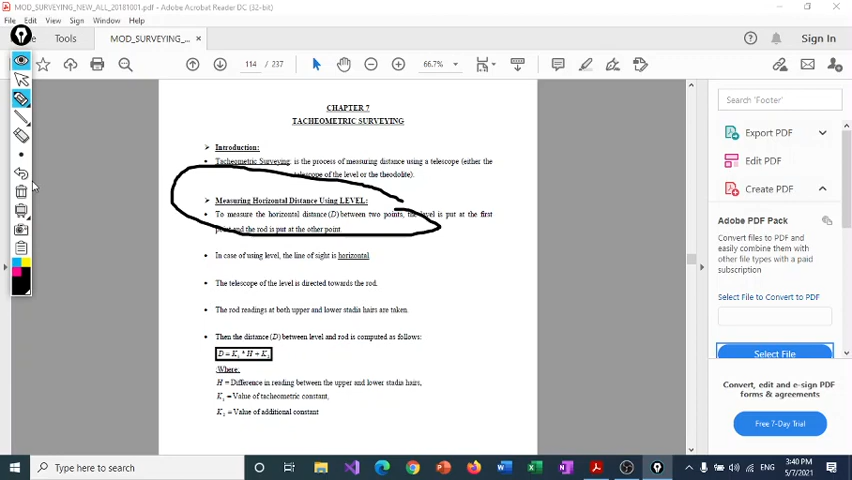 MOD_SURVEYING_NEW_ALL_20181001.pdf - Adobe Acrobat Reader DC (32-bit)
File Edit View Sign Window Help
Tools
MOD_SURVEYING_... ×
Sign In
114 / 237
66.7%
CHAPTER 7
TACHEOMETRIC SURVEYING
Introduction:
Tacheometric Surveying: is the process of measuring distance using a telescope (either the
telescope of the level or the theodolite).
Measuring Horizontal Distance Using LEVEL:
To measure the horizontal distance (D) between two points, the level is put at the first
point and the rod is put at the other point
In case of using level, the line of sight is horizontal.
The telescope of the level is directed towards the rod.
The rod readings at both upper and lower stadia hairs are taken.
Then the distance (D) between level and rod is computed as follows:
D = K₁ * H + K₂
Where;
H = Difference in reading between the upper and lower stadia hairs,
K₁ = Value of tacheometric constant,
K₂ = Value of additional constant
Search 'Footer'
Export PDF
Edit PDF
Create PDF
Adobe PDF Pack
Convert files to PDF and
easily combine them with
other file types with a paid
subscription
Select File to Convert to PDF
Select File
Convert, edit and e-sign PDF
forms & agreements
Free 7-Day Trial
Type here to search
ENG
3:40 PM
5/7/2021